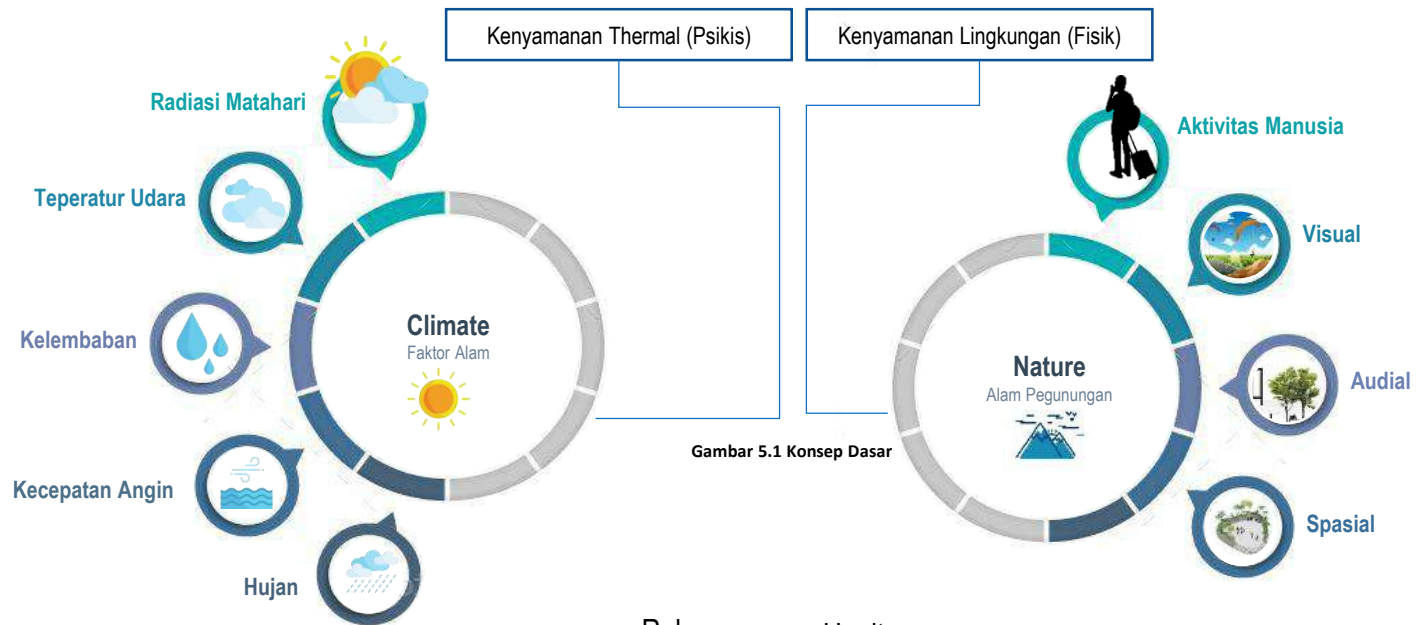 Kenyamanan Thermal (Psikis)
Kenyamanan Lingkungan (Fisik)
Radiasi Matahari
Teperatur Udara
Kelembaban
Kecepatan Angin
Hujan
Climate
Faktor Alam
Aktivitas Manusia
Visual
Audial
Spasial
Nature
Alam Pegunungan
Gambar 5.1 Konsep Dasar